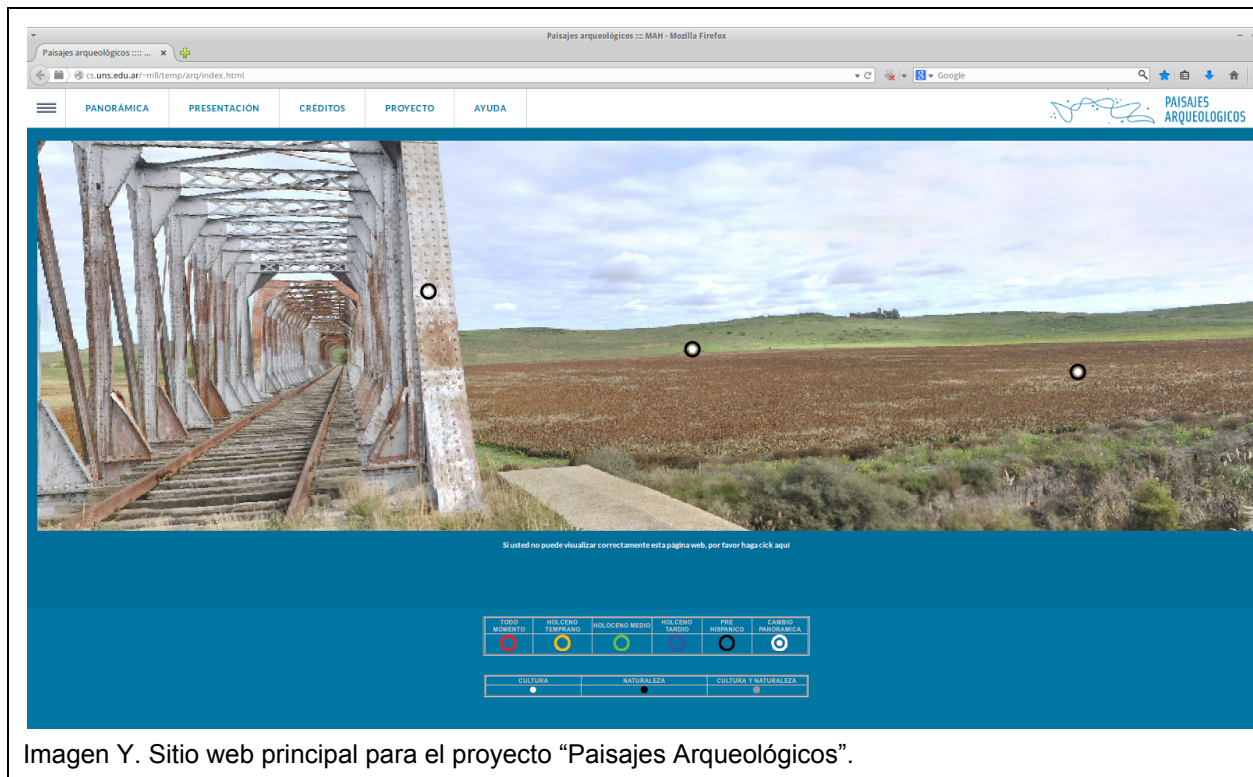 Paisajes arqueológicos :::: MAH - Mozilla Firefox
Paisajes arqueológicos :::: ...
cs.uns.edu.ar/~mll/temp/arq/index.html
Google
PANORÁMICA PRESENTACIÓN CRÉDITOS PROYECTO AYUDA
PAISAJES
ARQUEOLOGICOS
Si usted no puede visualizar correctamente esta página web, por favor haga cick aquí
TODO MOMENTO HOLCENO TEMPRANO HOLOCENO MEDIO HOLCENO TARDIO PRE HISPANICO CAMBIO PANORAMICA
CULTURA NATURALEZA CULTURA Y NATURALEZA
Imagen Y. Sitio web principal para el proyecto “Paisajes Arqueológicos”.